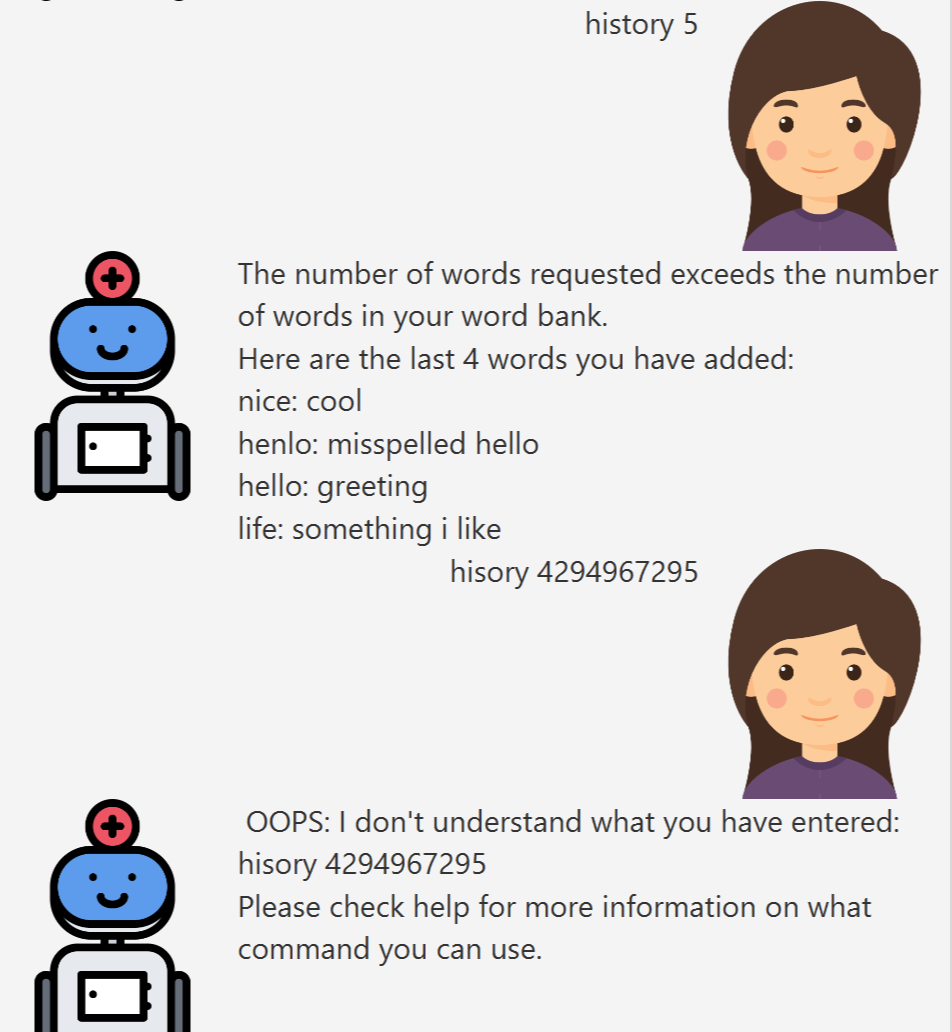 history 5
The number of words requested exceeds the number
of words in your word bank.
Here are the last 4 words you have added:
nice: cool
henlo: misspelled hello
hello: greeting
life: something i like
hisory 4294967295
OOPS: I don't understand what you have entered:
hisory 4294967295
Please check help for more information on what
command you can use.